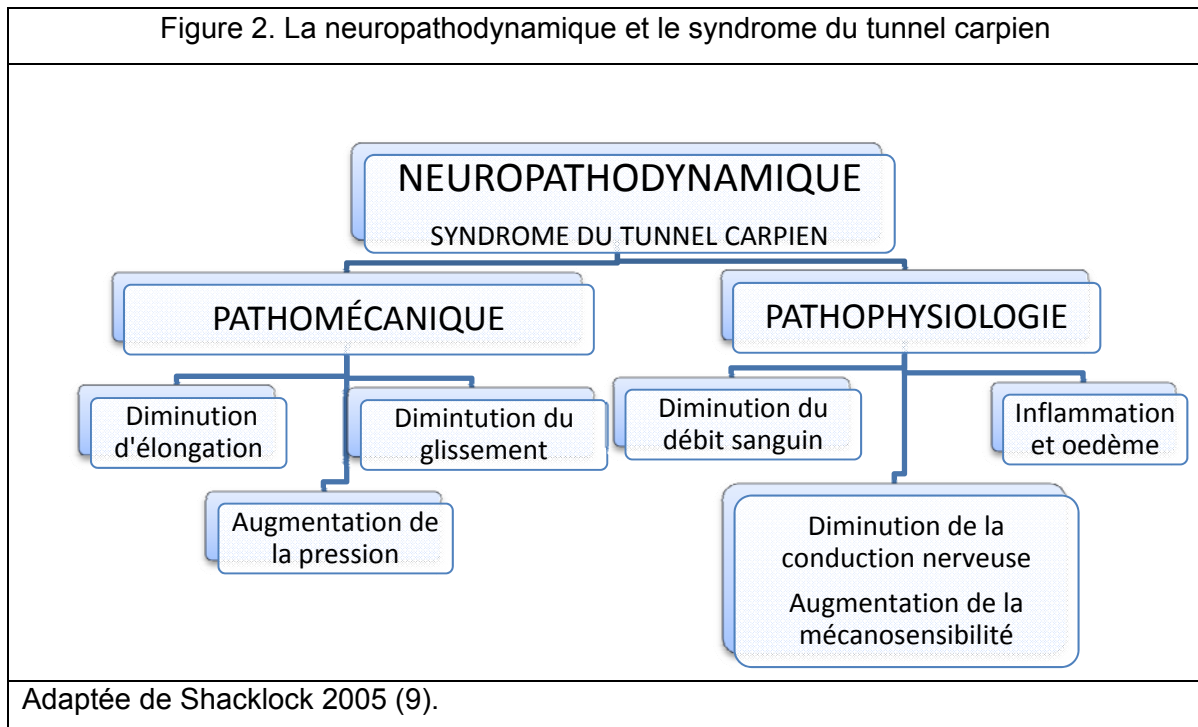 Figure 2. La neuropathodynamique et le syndrome du tunnel carpien
NEUROPATHODYNAMIQUE
SYNDROME DU TUNNEL CARPIEN
PATHOMÉCANIQUE
PATHOPHYSIOLOGIE
Diminution
d'élongation
Dimintution du
glissement
Augmentation de
la pression
Diminution du
débit sanguin
Inflammation
et oedème
Diminution de la
conduction nerveuse
Augmentation de la
mécanosensibilité
Adaptée de Shacklock 2005 (9).